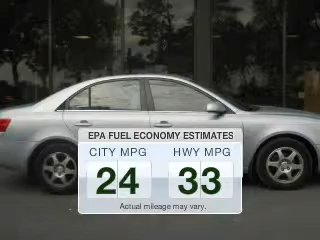 EPA FUEL ECONOMY ESTIMATES
CITY MPG HWY MPG
24 33
Actual mileage may vary.